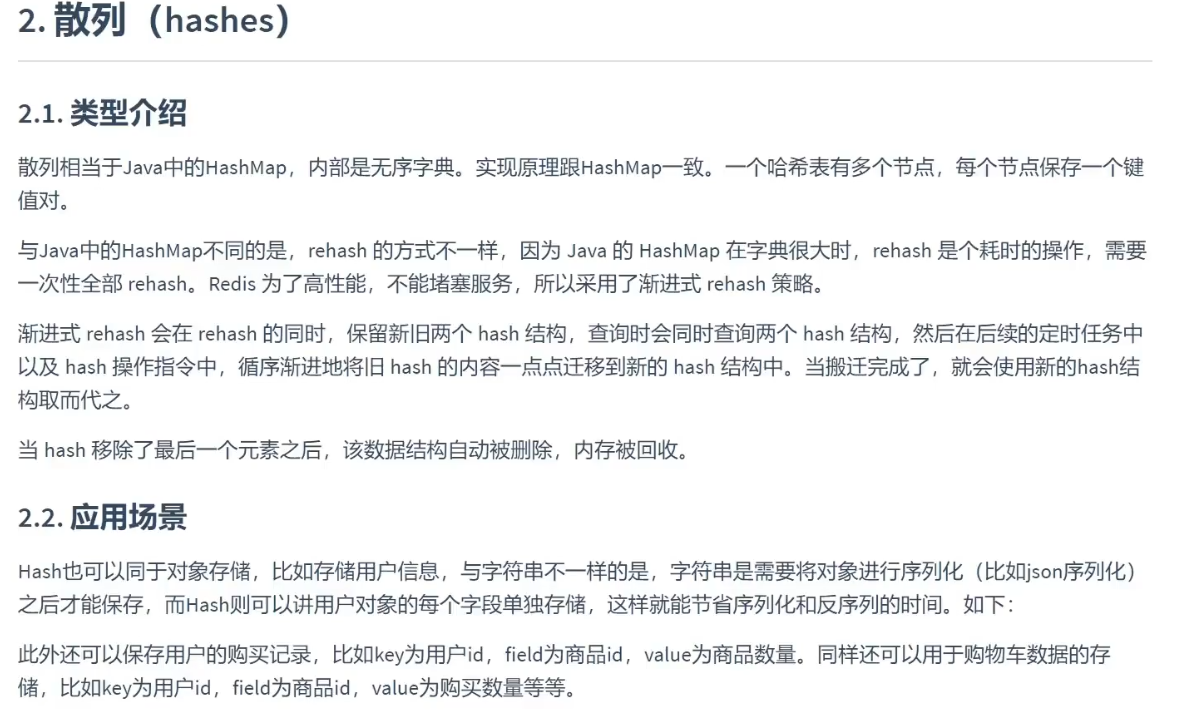 2. 散列（hashes）
2.1. 类型介绍
散列相当于Java中的HashMap，内部是无序字典。实现原理跟HashMap一致。一个哈希表有多个节点，每个节点保存一个键
值对。
与Java中的HashMap不同的是，rehash 的方式不一样，因为 Java 的 HashMap 在字典很大时，rehash 是个耗时的操作，需要
一次性全部 rehash。Redis 为了高性能，不能堵塞服务，所以采用了渐进式 rehash 策略。
渐进式 rehash 会在 rehash 的同时，保留新旧两个 hash 结构，查询时会同时查询两个 hash 结构，然后在后续的定时任务中
以及 hash 操作指令中，循序渐进地将旧 hash 的内容一点点迁移到新的 hash 结构中。当搬迁完成了，就会使用新的hash结
构取而代之。
当 hash 移除了最后一个元素之后，该数据结构自动被删除，内存被回收。
2.2. 应用场景
Hash也可以同于对象存储，比如存储用户信息，与字符串不一样的是，字符串是需要将对象进行序列化（比如json序列化）
之后才能保存，而Hash则可以讲用户对象的每个字段单独存储，这样就能节省序列化和反序列的时间。如下：
此外还可以保存用户的购买记录，比如key为用户id，field为商品id，value为商品数量。同样还可以用于购物车数据的存
储，比如key为用户id，field为商品id，value为购买数量等等。